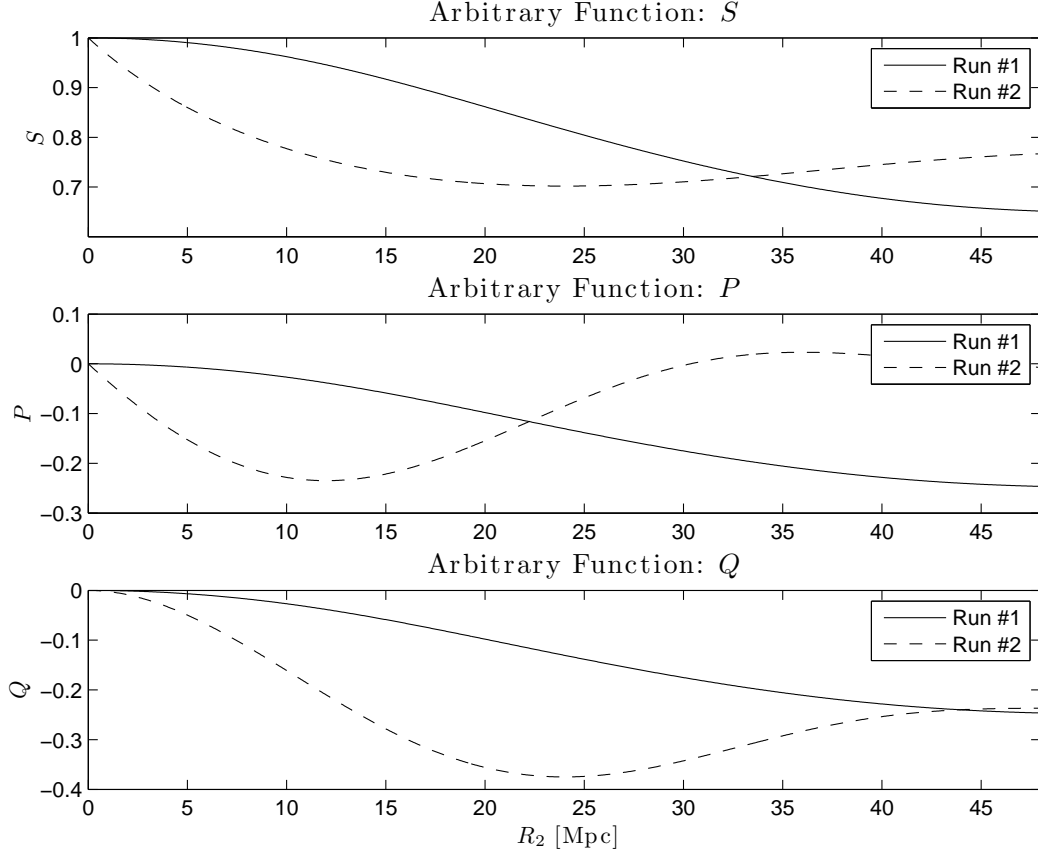 Arbitrary Function: S
1
0.9
0.8
0.7
S
Run #1
Run #2
0 5 10 15 20 25 30 35 40 45
Arbitrary Function: P
0.1
0
−0.1
−0.2
−0.3
P
Run #1
Run #2
0 5 10 15 20 25 30 35 40 45
Arbitrary Function: Q
0
−0.1
−0.2
−0.3
−0.4
Q
Run #1
Run #2
0 5 10 15 20 25 30 35 40 45
R₂ [Mpc]